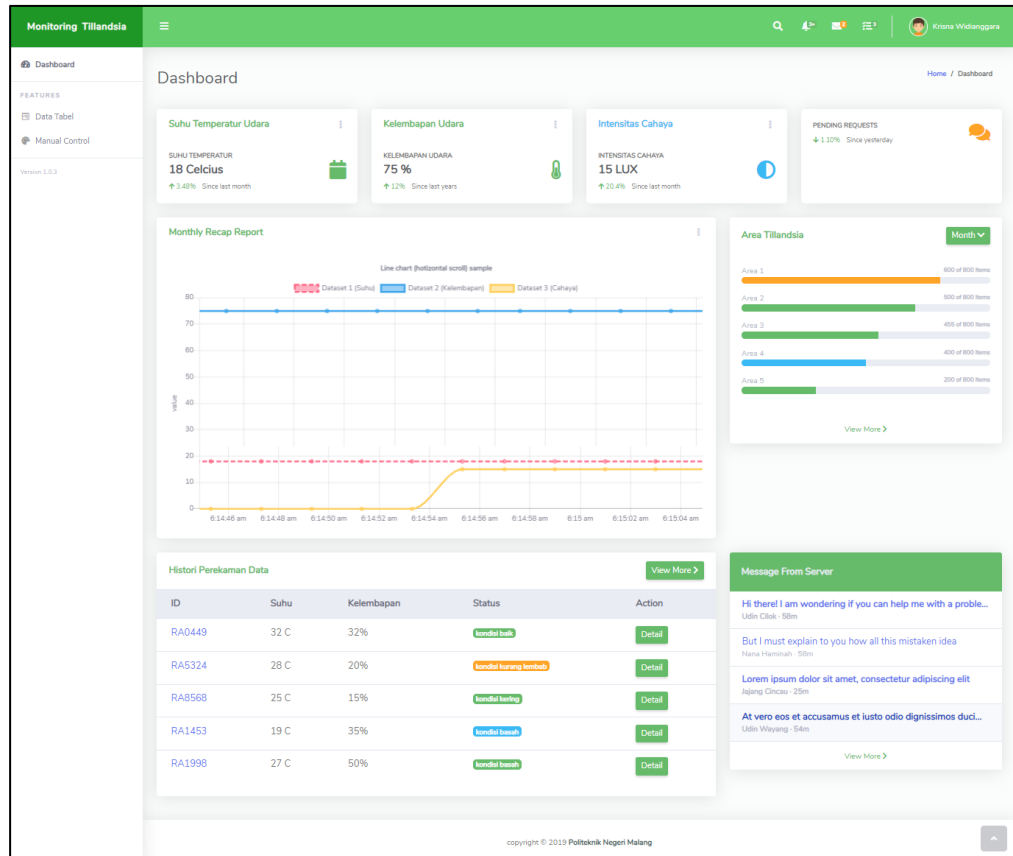 Monitoring Tillandsia
Krisna Widianggara
Dashboard
FEATURES
Data Tabel
Manual Control
Version 1.0.3
Dashboard
Home / Dashboard
Suhu Temperatur Udara
SUHU TEMPERATUR
18 Celcius
3.48% Since last month
Kelembapan Udara
KELEMBAPAN UDARA
75 %
12% Since last years
Intensitas Cahaya
INTENSITAS CAHAYA
15 LUX
20.4% Since last month
PENDING REQUESTS
1.10% Since yesterday
Monthly Recap Report
Line chart (hotizontal scroll) sample
Dataset 1 (Suhu) Dataset 2 (Kelembapan) Dataset 3 (Cahaya)
value
80
70
60
50
40
30
20
10
0
6:14:46 am 6:14:48 am 6:14:50 am 6:14:52 am 6:14:54 am 6:14:56 am 6:14:58 am 6:15 am 6:15:02 am 6:15:04 am
Area Tillandsia
Month
Area 1 600 of 800 Items
Area 2 500 of 800 Items
Area 3 455 of 800 Items
Area 4 400 of 800 Items
Area 5 200 of 800 Items
View More
Histori Perekaman Data
View More
ID Suhu Kelembapan Status Action
RA0449 32 C 32% kondisi baik Detail
RA5324 28 C 20% kondisi kurang lembab Detail
RA8568 25 C 15% kondisi kering Detail
RA1453 19 C 35% kondisi basah Detail
RA1998 27 C 50% kondisi basah Detail
Message From Server
Hi there! I am wondering if you can help me with a proble...
Udin Cilok · 58m
But I must explain to you how all this mistaken idea
Nana Haminah · 58m
Lorem ipsum dolor sit amet, consectetur adipiscing elit
Jajang Cincau · 25m
At vero eos et accusamus et iusto odio dignissimos duci...
Udin Wayang · 54m
View More
copyright © 2019 Politeknik Negeri Malang